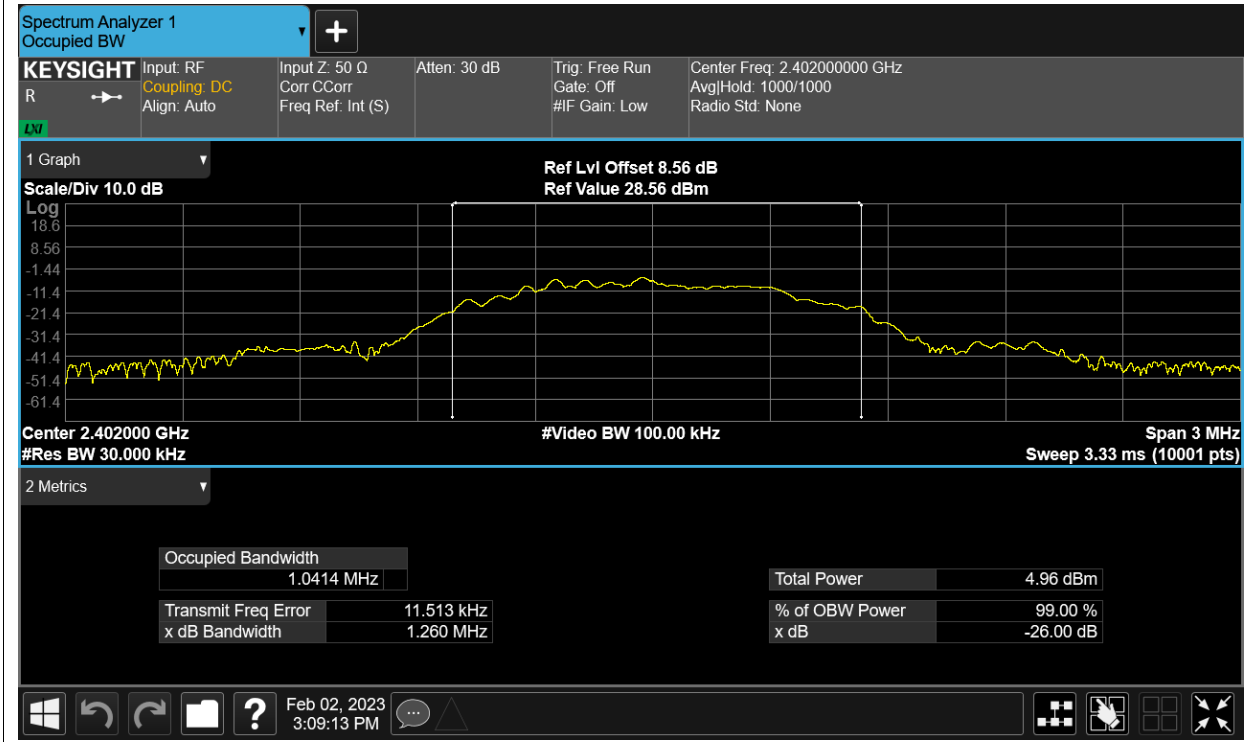 Spectrum Analyzer 1
Occupied BW
KEYSIGHT
R
LXI
Input: RF
Coupling: DC
Align: Auto
Input Z: 50 Ω
Corr CCorr
Freq Ref: Int (S)
Atten: 30 dB
Trig: Free Run
Gate: Off
#IF Gain: Low
Center Freq: 2.402000000 GHz
Avg|Hold: 1000/1000
Radio Std: None
1 Graph
Scale/Div 10.0 dB
Ref Lvl Offset 8.56 dB
Ref Value 28.56 dBm
Log
18.6
8.56
-1.44
-11.4
-21.4
-31.4
-41.4
-51.4
-61.4
Center 2.402000 GHz
#Video BW 100.00 kHz
Span 3 MHz
#Res BW 30.000 kHz
Sweep 3.33 ms (10001 pts)
2 Metrics
Occupied Bandwidth
1.0414 MHz
Total Power 4.96 dBm
Transmit Freq Error 11.513 kHz
% of OBW Power 99.00 %
x dB Bandwidth 1.260 MHz
x dB -26.00 dB
?
Feb 02, 2023
3:09:13 PM